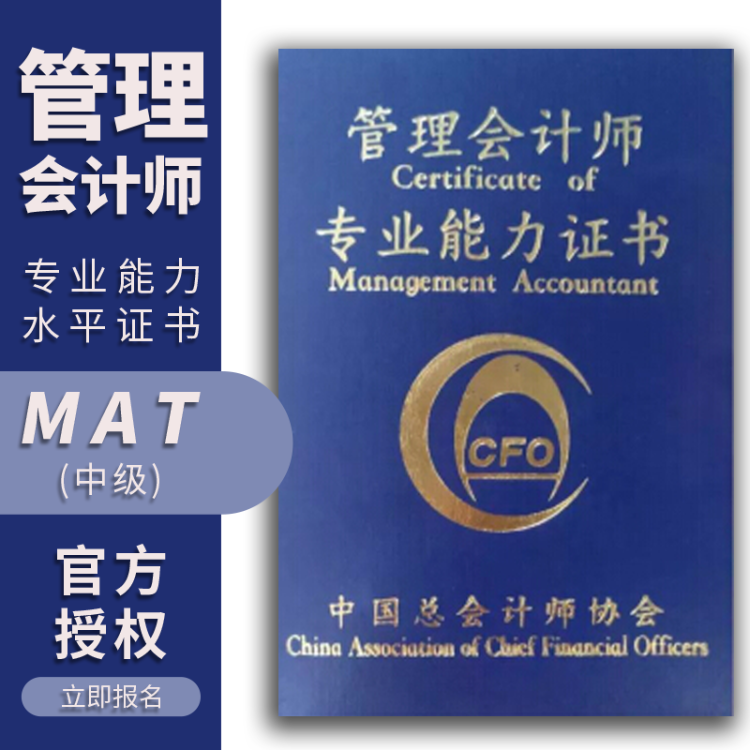 管理
会计师
专业能力
水平证书
MAT
(中级)
官方
授权
立即报名
管理会计师
Certificate of
专业能力证书
Management Accountant
CFO
中国总会计师协会
China Association of Chief Financial Officers